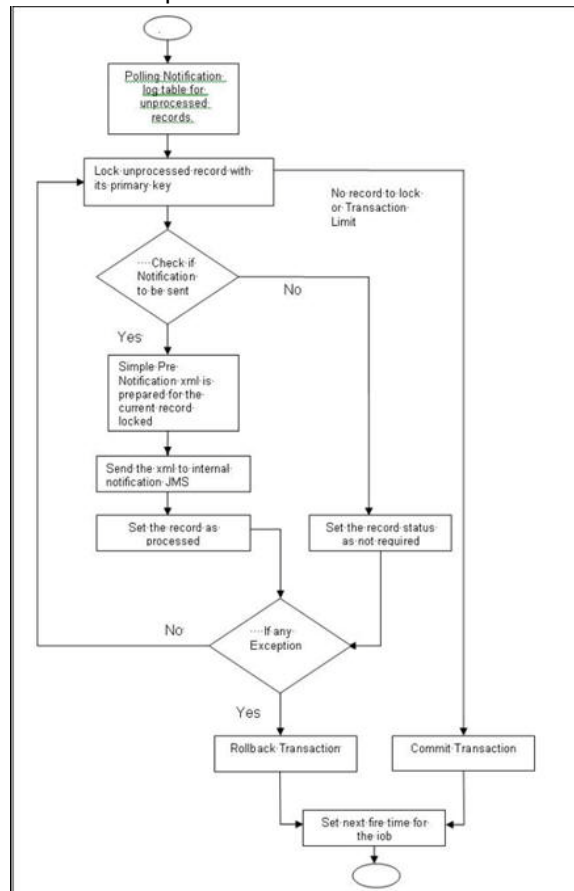 Polling Notification
log table for
unprocessed
records.
Lock unprocessed record with
its primary key
No record to lock
or Transaction
Limit
Check if
Notification
to be sent
No
Yes
Simple Pre
Notification xml is
prepared for the
current record
locked
Send the xml to internal
notification JMS
Set the record as
processed
Set the record status
as not required
If any
Exception
No
Yes
Rollback Transaction
Commit Transaction
Set next fire time for
the job